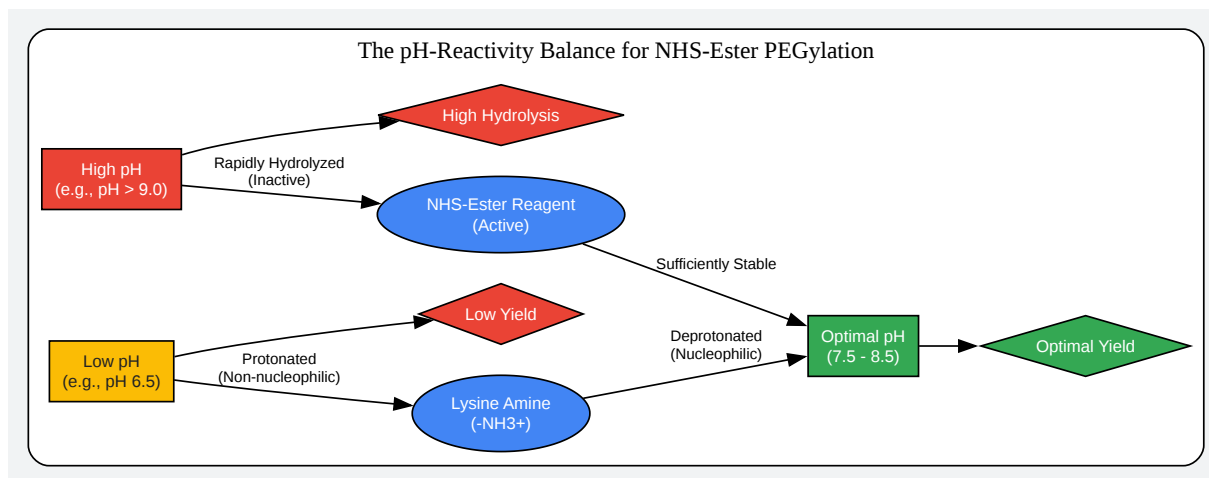 The pH-Reactivity Balance for NHS-Ester PEGylation
High Hydrolysis
High pH
(e.g., pH > 9.0)
Rapidly Hydrolyzed
(Inactive)
NHS-Ester Reagent
(Active)
Sufficiently Stable
Low Yield
Low pH
(e.g., pH 6.5)
Protonated
(Non-nucleophilic)
Lysine Amine
(-NH3+)
Deprotonated
(Nucleophilic)
Optimal pH
(7.5 - 8.5)
Optimal Yield